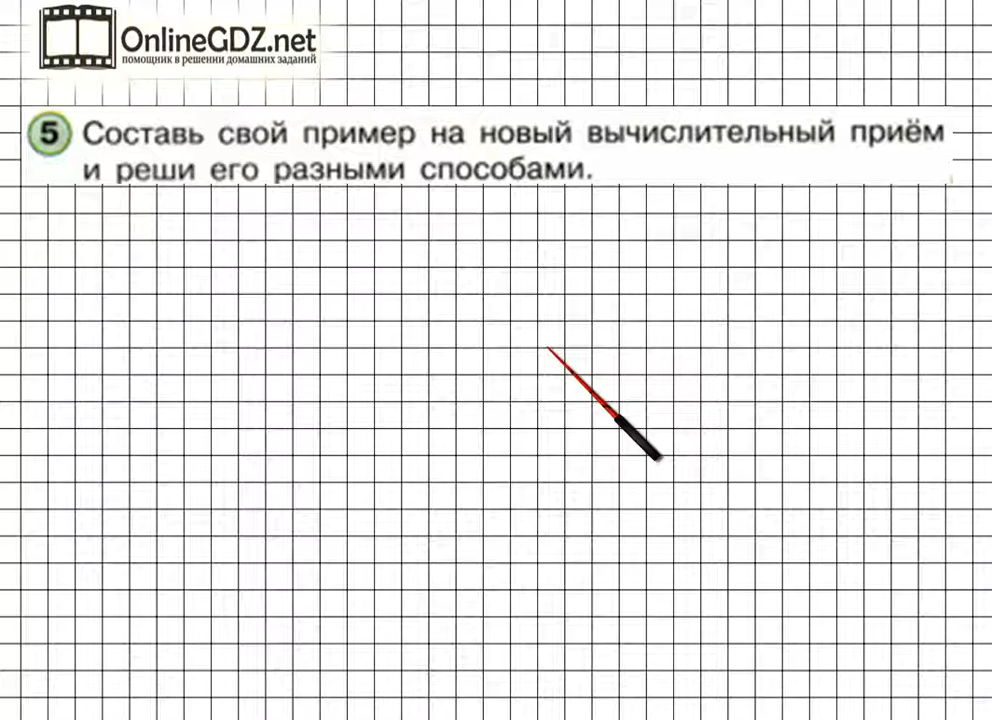 OnlineGDZ.net
помощник в решении домашних заданий
5 Составь свой пример на новый вычислительный приём
и реши его разными способами.